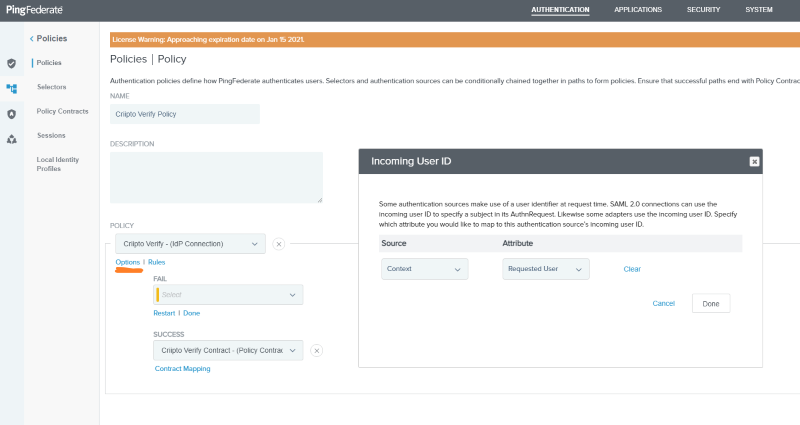 PingFederate
AUTHENTICATION
APPLICATIONS
SECURITY
SYSTEM
Policies
Policies
Selectors
Policy Contracts
Sessions
Local Identity
Profiles
License Warning: Approaching expiration date on Jan 15 2021.
Policies | Policy
Authentication policies define how PingFederate authenticates users. Selectors and authentication sources can be conditionally chained together in paths to form policies. Ensure that successful paths end with Policy Contrac
NAME
Criipto Verify Policy
DESCRIPTION
POLICY
Criipto Verify - (IdP Connection)
Options | Rules
FAIL
Select
Restart | Done
SUCCESS
Criipto Verify Contract - (Policy Contrac
Contract Mapping
Incoming User ID
Some authentication sources make use of a user identifier at request time. SAML 2.0 connections can use the
incoming user ID to specify a subject in its AuthnRequest. Likewise some adapters use the incoming user ID. Specify
which attribute you would like to map to this authentication source's incoming user ID.
Source Attribute
Context Requested User Clear
Cancel Done